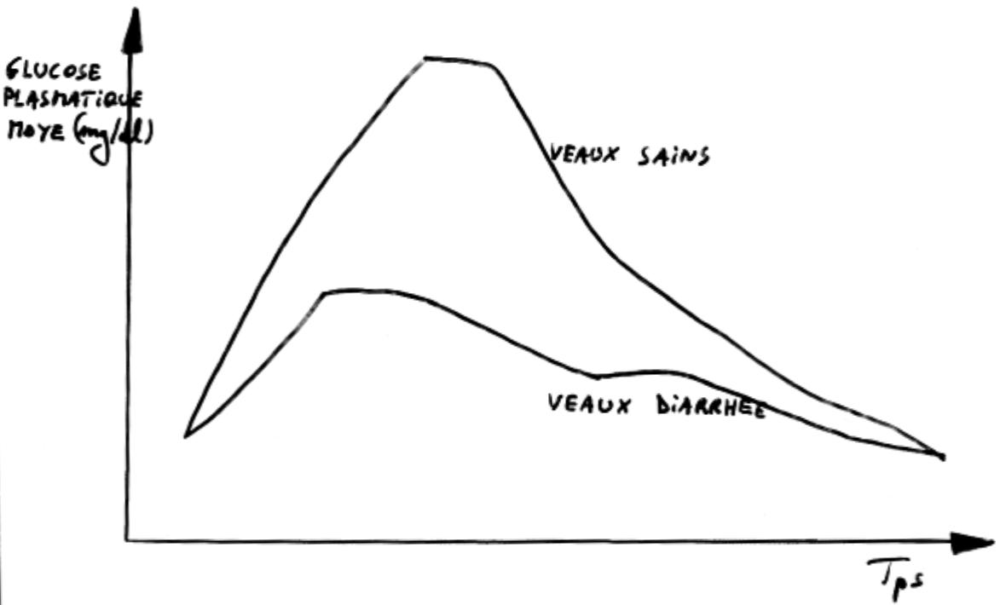 GLUCOSE
PLASMATiQUE
MOYE (mg/dl)
VEAUX SAiNS
VEAUX DiARRHEE
Tps